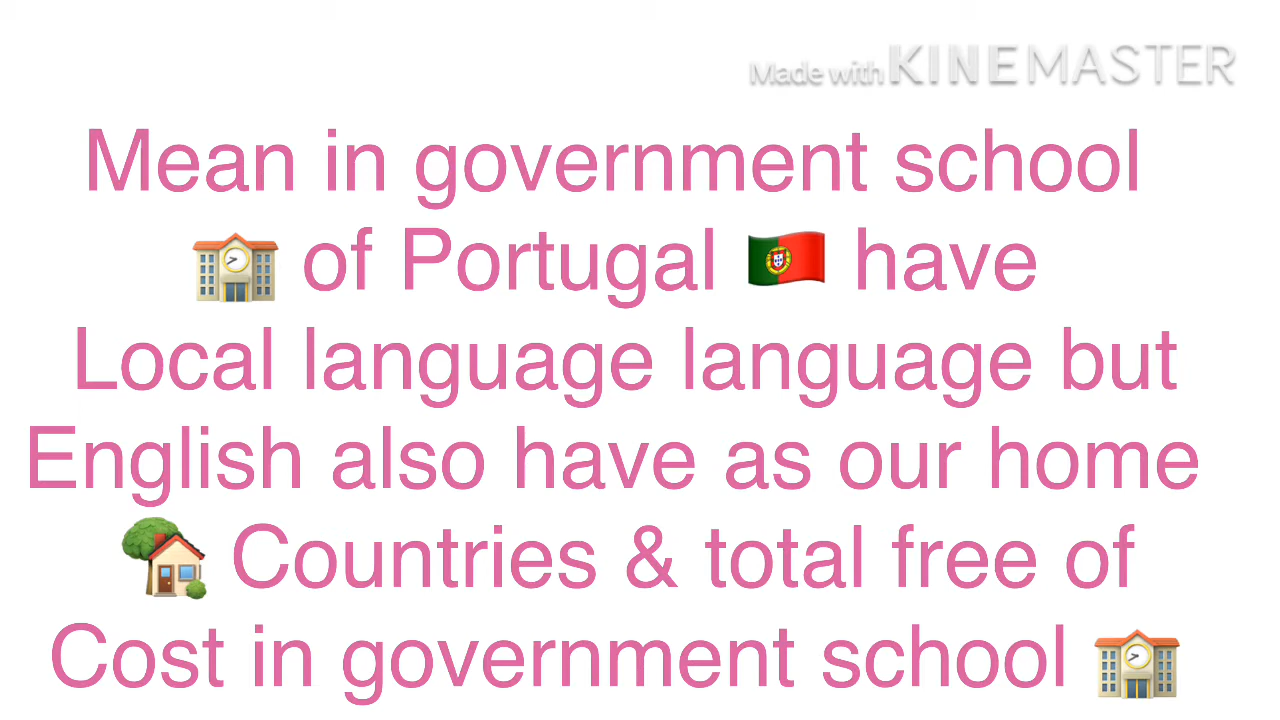 Made with KINEMASTER
Mean in government school
🏫 of Portugal 🇵🇹 have
Local language language but
English also have as our home
🏡 Countries & total free of
Cost in government school 🏫